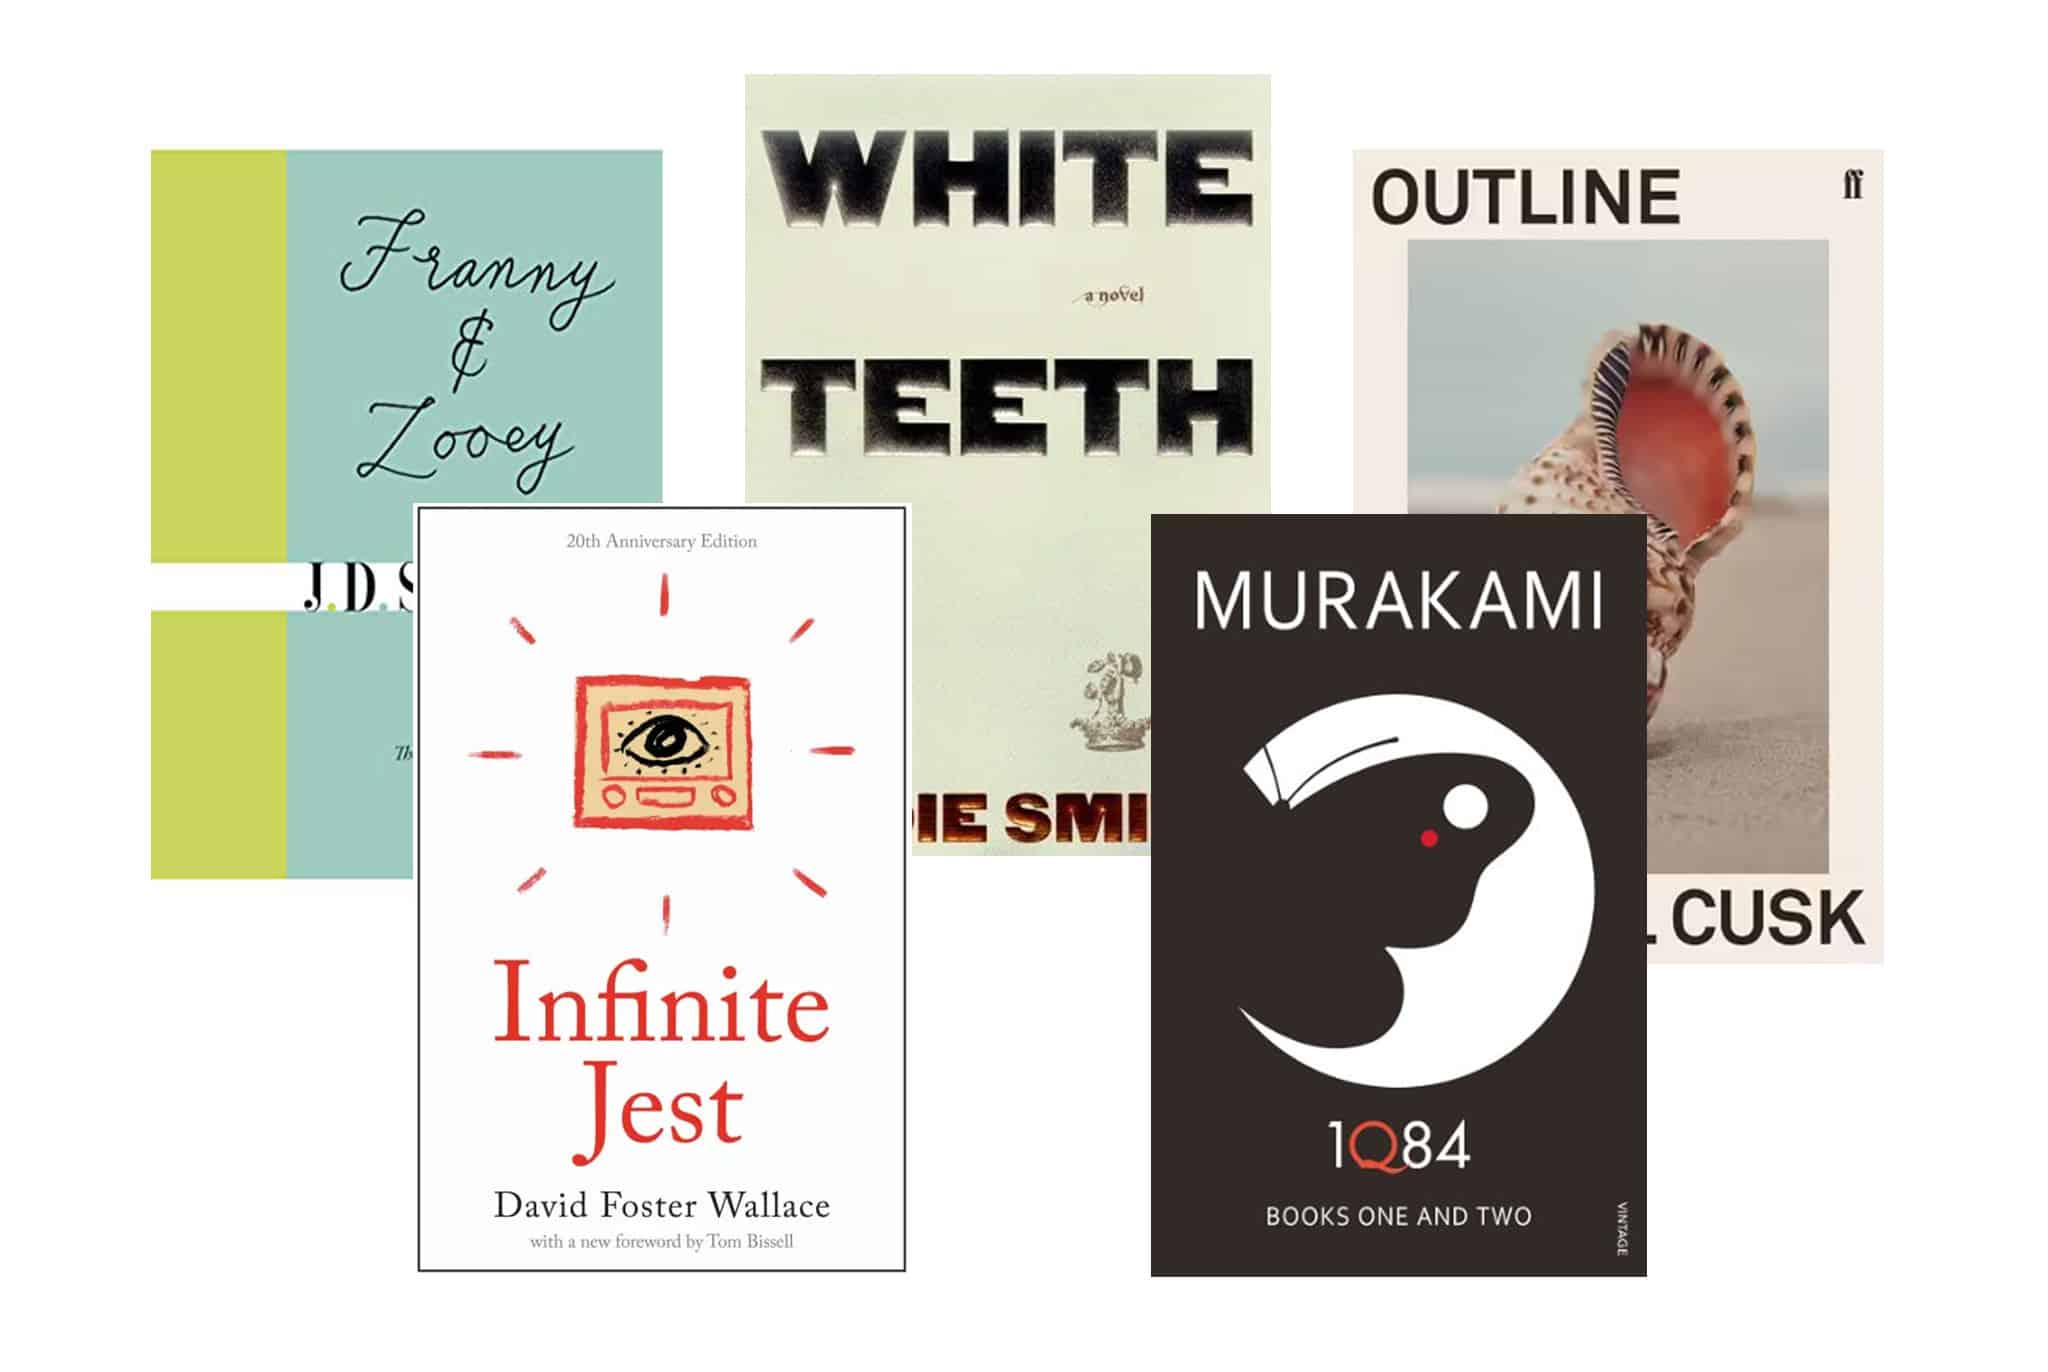 Franny
&
Zooey
J.D.
WHITE
a novel
TEETH
SMI
OUTLINE
ff
CUSK
20th Anniversary Edition
Infinite
Jest
David Foster Wallace
with a new foreword by Tom Bissell
MURAKAMI
1Q84
BOOKS ONE AND TWO
VINTAGE